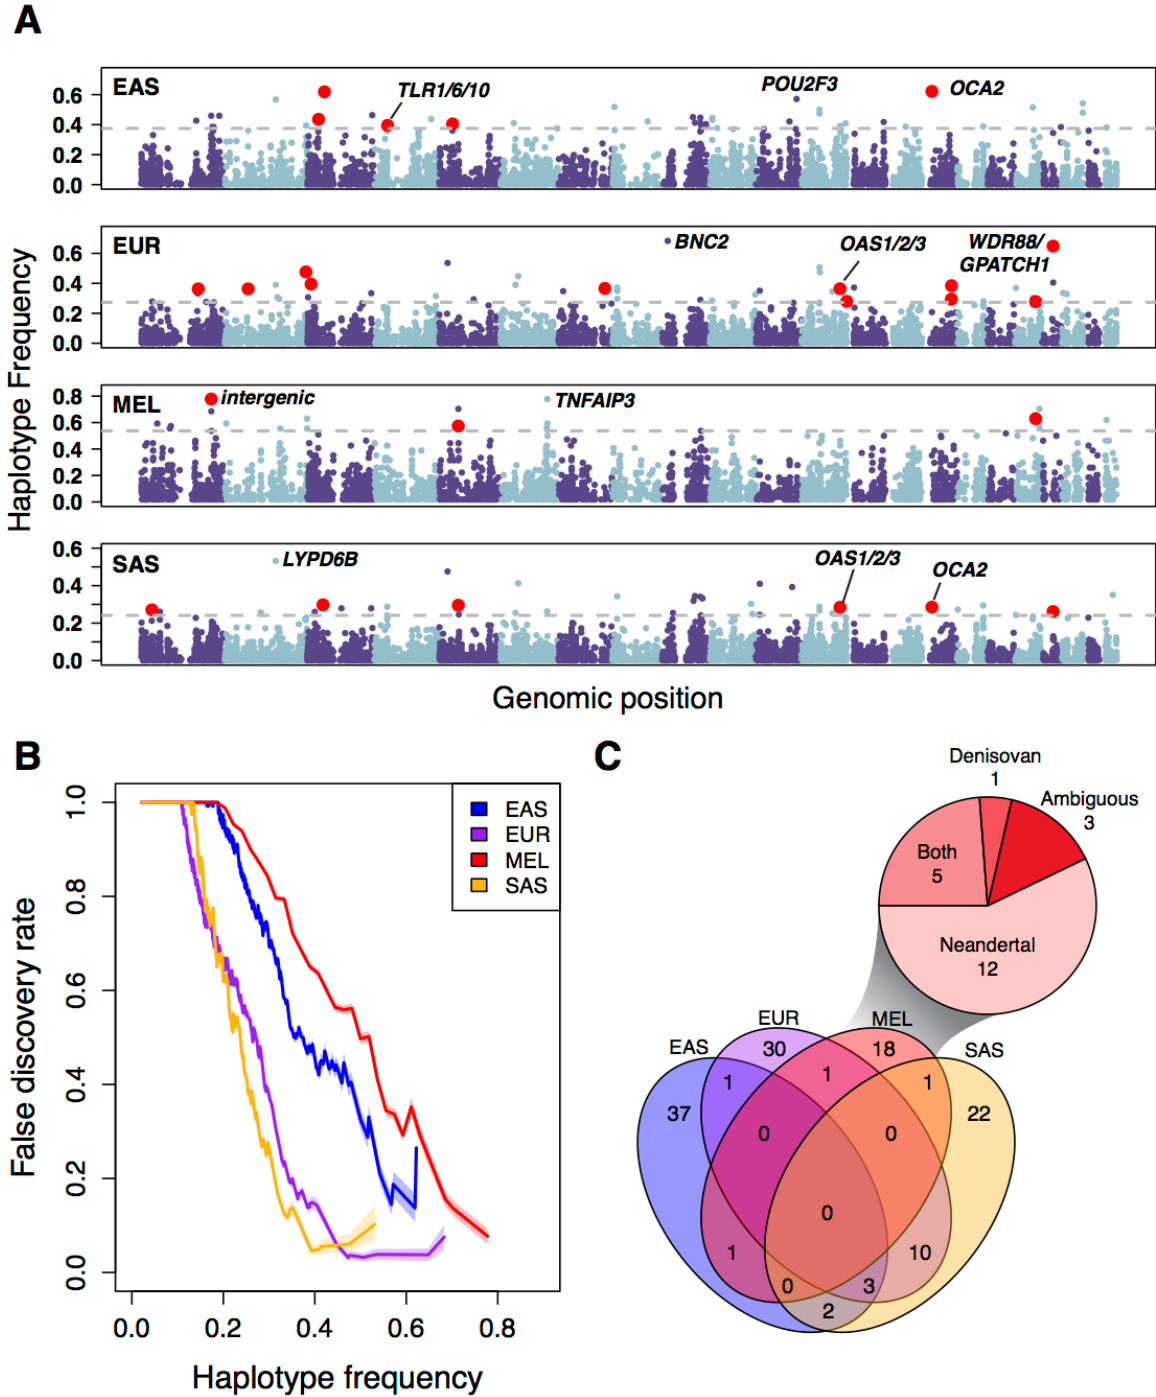 A
Haplotype Frequency
EAS
TLR1/6/10
POU2F3
OCA2
0.6
0.4
0.2
0.0
EUR
BNC2
OAS1/2/3
WDR88/
GPATCH1
0.6
0.4
0.2
0.0
MEL
intergenic
TNFAIP3
0.8
0.6
0.4
0.2
0.0
SAS
LYPD6B
OAS1/2/3
OCA2
0.6
0.4
0.2
0.0
Genomic position
B
False discovery rate
1.0
0.8
0.6
0.4
0.2
0.0
EAS
EUR
MEL
SAS
0.0 0.2 0.4 0.6 0.8
Haplotype frequency
C
Denisovan
1
Ambiguous
3
Both
5
Neandertal
12
EUR MEL
EAS SAS
30 18
1 1 1
37 22
0 0
0
1 10
0 3
2